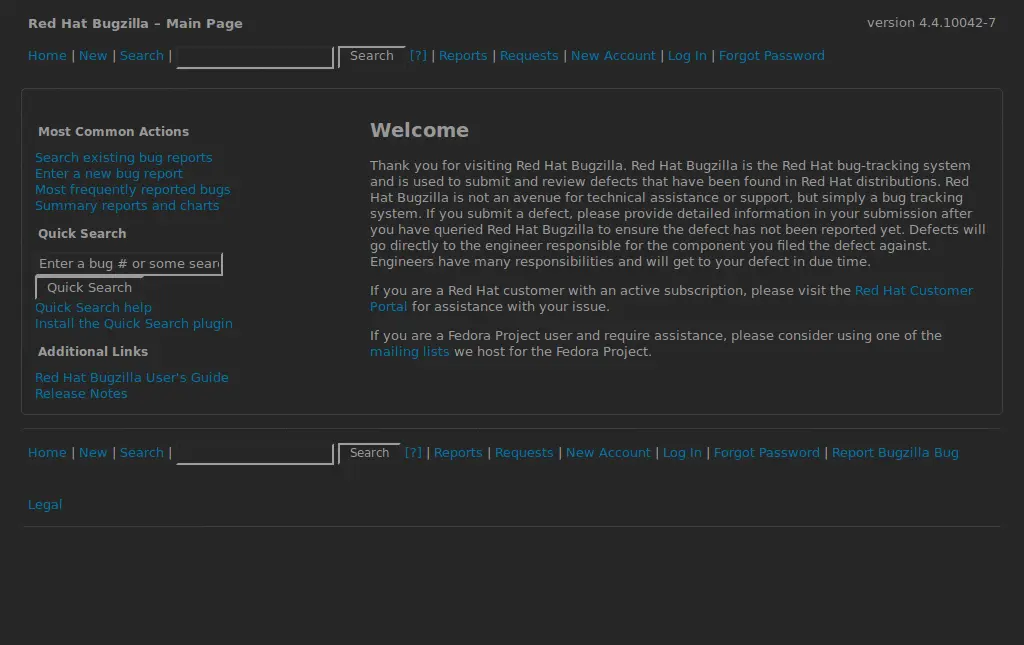 Red Hat Bugzilla – Main Page
version 4.4.10042-7
Home | New | Search | Search [?] | Reports | Requests | New Account | Log In | Forgot Password
Most Common Actions
Search existing bug reports
Enter a new bug report
Most frequently reported bugs
Summary reports and charts
Quick Search
Enter a bug # or some sear
Quick Search
Quick Search help
Install the Quick Search plugin
Additional Links
Red Hat Bugzilla User's Guide
Release Notes
Welcome
Thank you for visiting Red Hat Bugzilla. Red Hat Bugzilla is the Red Hat bug-tracking system
and is used to submit and review defects that have been found in Red Hat distributions. Red
Hat Bugzilla is not an avenue for technical assistance or support, but simply a bug tracking
system. If you submit a defect, please provide detailed information in your submission after
you have queried Red Hat Bugzilla to ensure the defect has not been reported yet. Defects will
go directly to the engineer responsible for the component you filed the defect against.
Engineers have many responsibilities and will get to your defect in due time.
If you are a Red Hat customer with an active subscription, please visit the Red Hat Customer
Portal for assistance with your issue.
If you are a Fedora Project user and require assistance, please consider using one of the
mailing lists we host for the Fedora Project.
Home | New | Search | Search [?] | Reports | Requests | New Account | Log In | Forgot Password | Report Bugzilla Bug
Legal